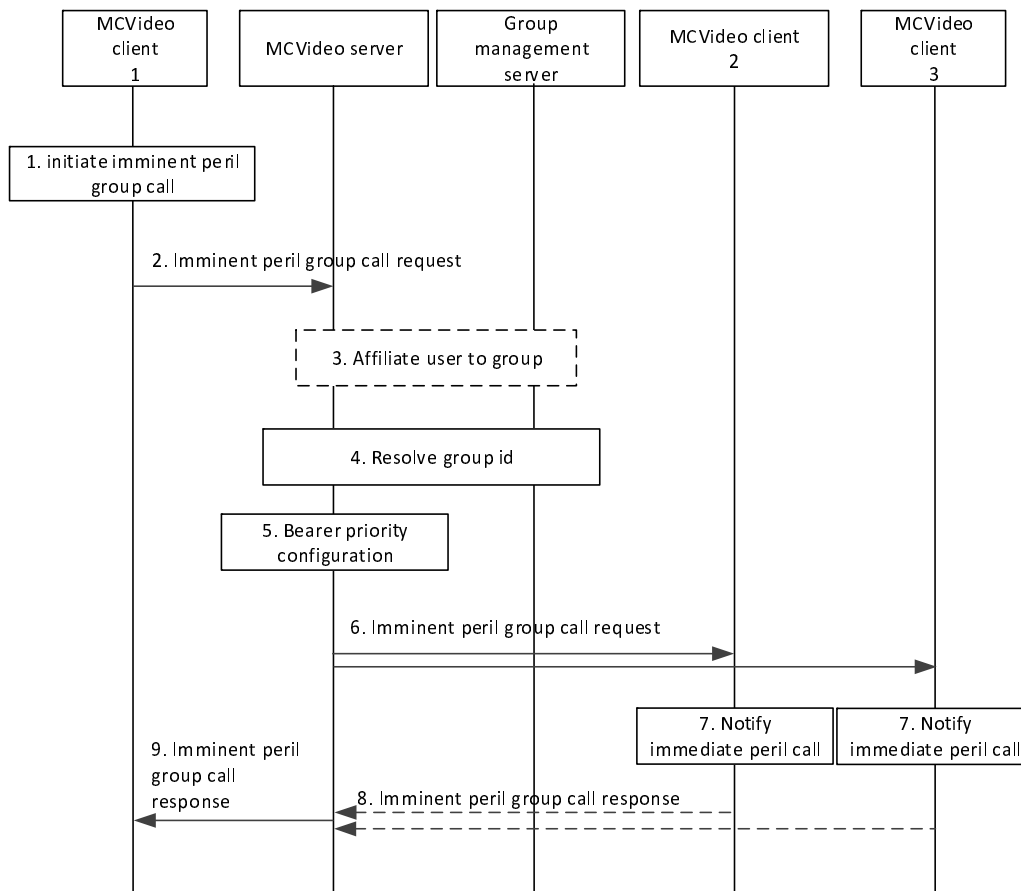 MCVideo
client
1
MCVideo server
Group
management
server
MCVideo client
2
MCVideo
client
3
1. initiate imminent peril
group call
2. Imminent peril group call request
3. Affiliate user to group
4. Resolve group id
5. Bearer priority
configuration
6. Imminent peril group call request
7. Notify
immediate peril call
7. Notify
immediate peril call
9. Imminent peril
group call
response
8. Imminent peril group call response